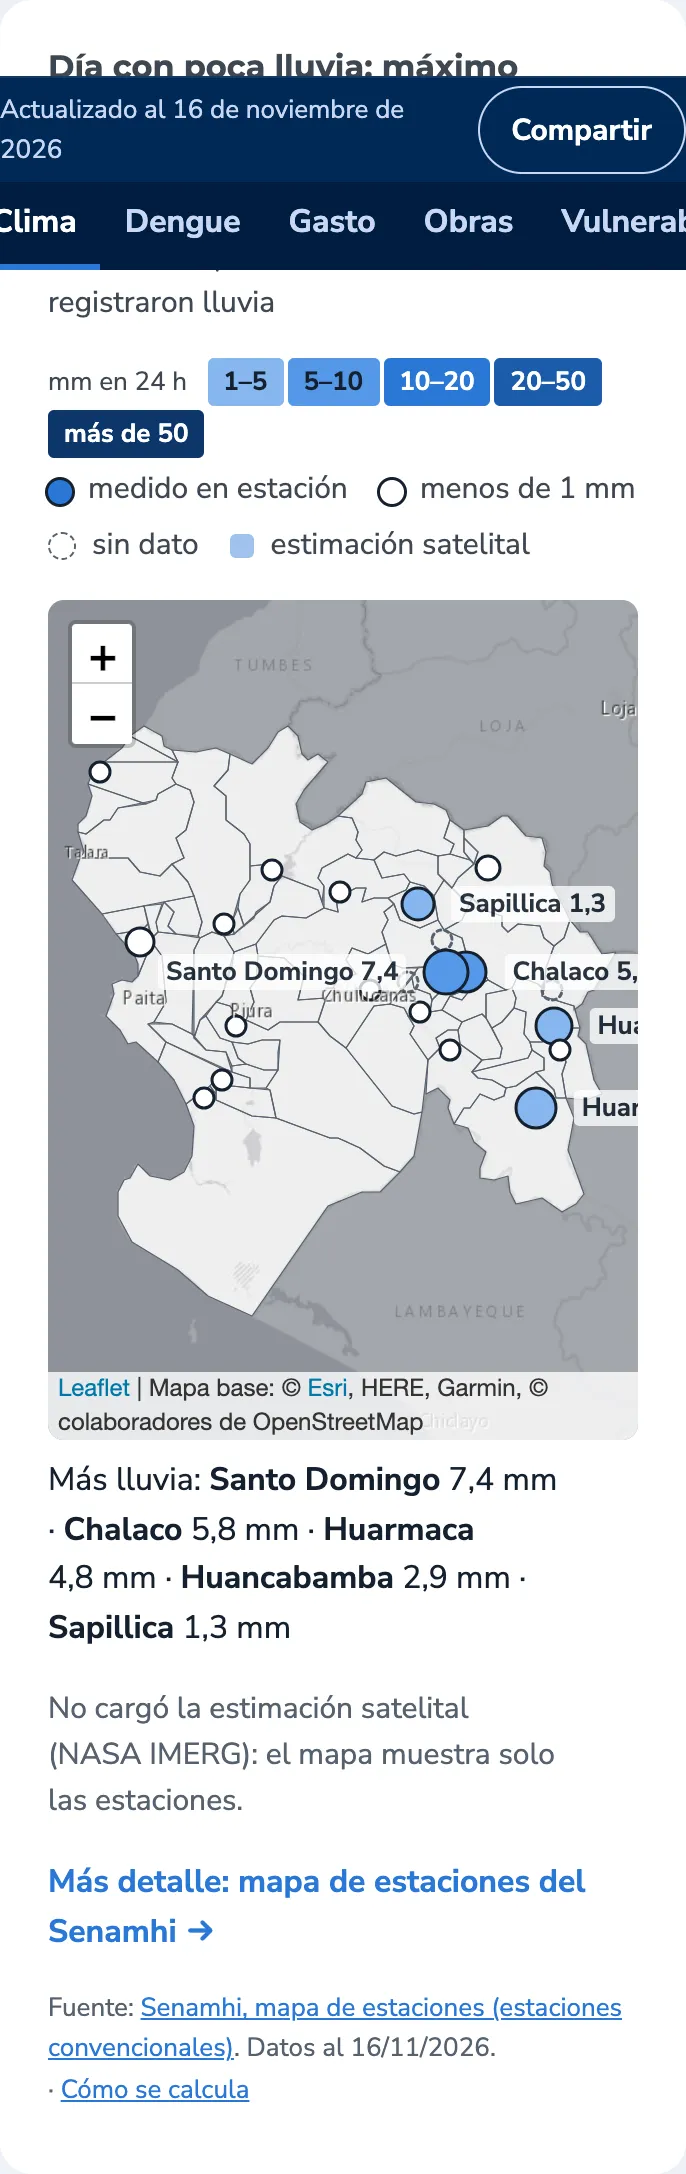 Día con poca lluvia: máximo
Actualizado al 16 de noviembre de
2026
Compartir
Clima
Dengue
Gasto
Obras
Vulnerab
registraron lluvia
mm en 24 h
1–5
5–10
10–20
20–50
más de 50
medido en estación
menos de 1 mm
sin dato
estimación satelital
+
−
TUMBES
Loja
LOJA
Talara
Sapillica 1,3
Santo Domingo 7,4
Chalaco 5,
Paita
Chulucanas
Piura
Hua
Huar
LAMBAYEQUE
Leaflet | Mapa base: © Esri, HERE, Garmin, ©
colaboradores de OpenStreetMap
Chiclayo
Más lluvia: Santo Domingo 7,4 mm
· Chalaco 5,8 mm · Huarmaca
4,8 mm · Huancabamba 2,9 mm ·
Sapillica 1,3 mm
No cargó la estimación satelital
(NASA IMERG): el mapa muestra solo
las estaciones.
Más detalle: mapa de estaciones del
Senamhi →
Fuente: Senamhi, mapa de estaciones (estaciones
convencionales). Datos al 16/11/2026.
· Cómo se calcula